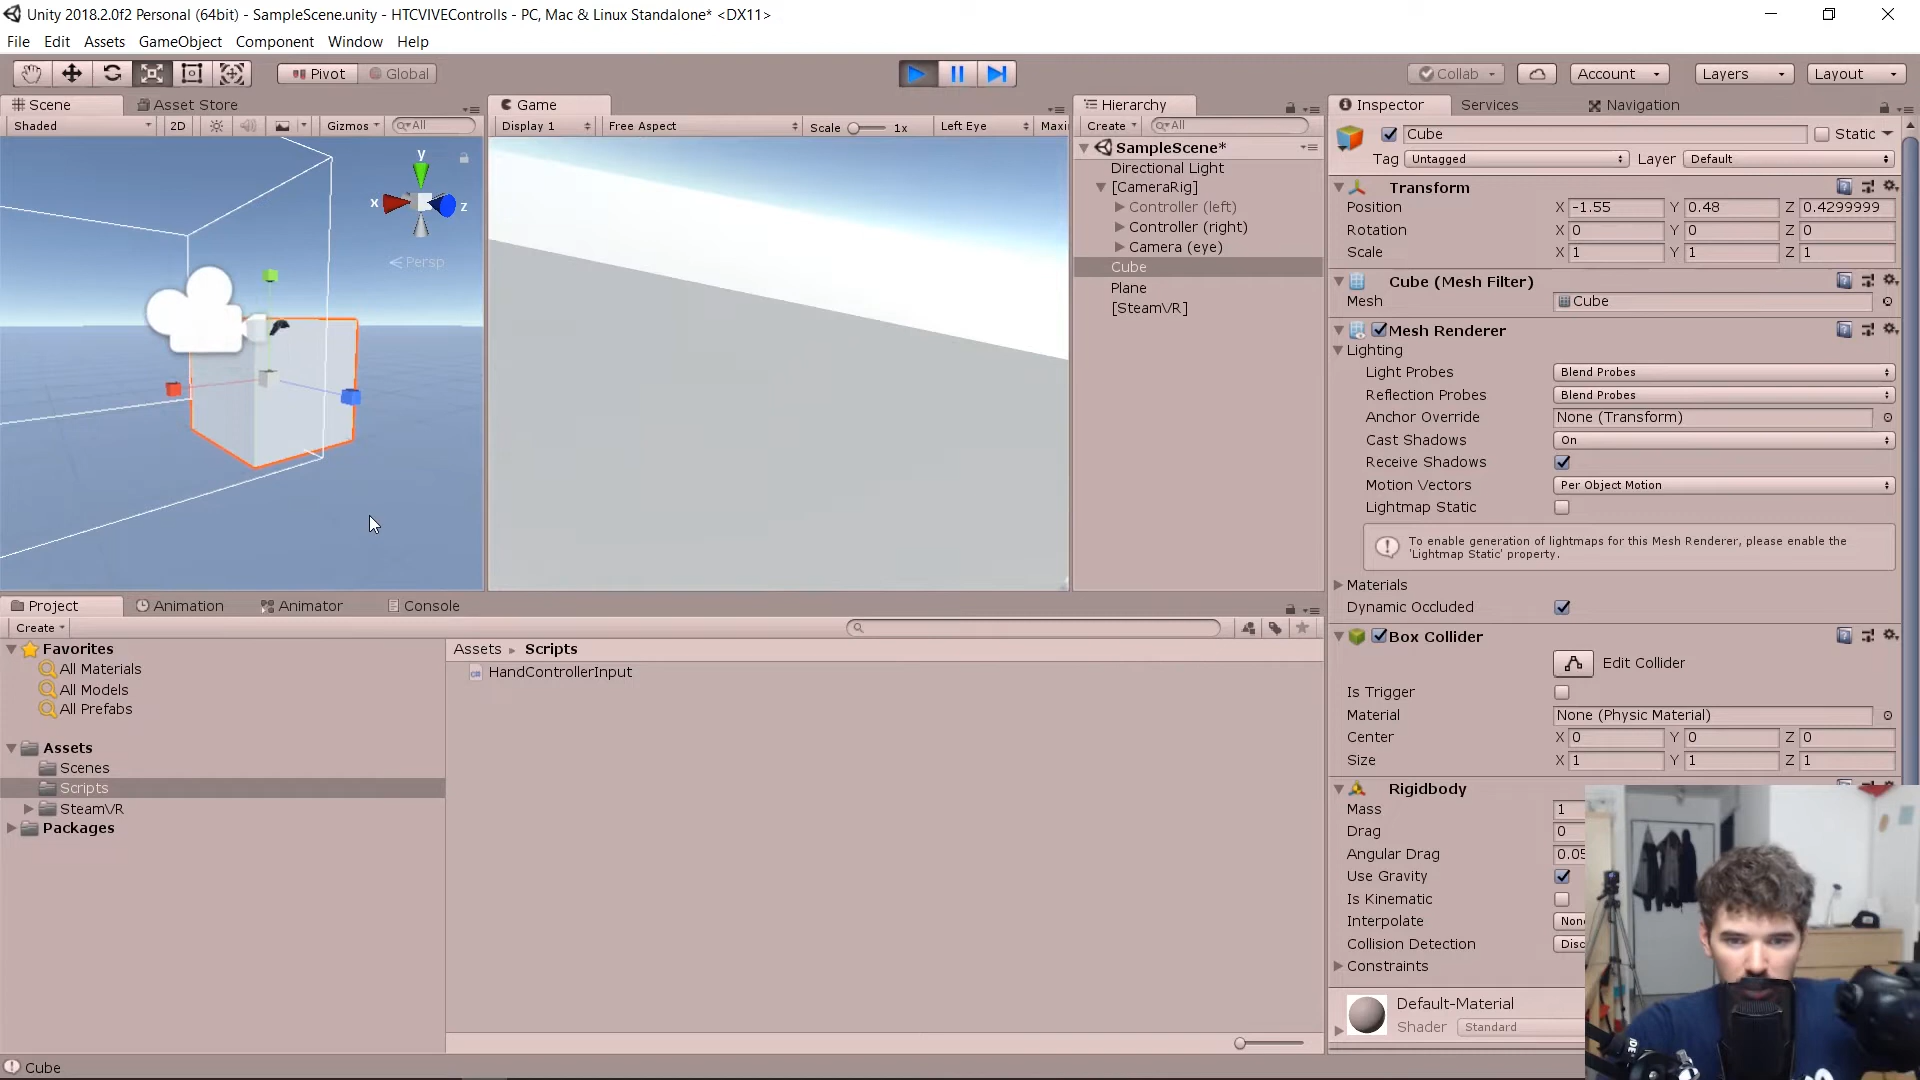 Unity 2018.2.0f2 Personal (64bit) - SampleScene.unity - HTCVIVEControlls - PC, Mac & Linux Standalone* <DX11>
File Edit Assets GameObject Component Window Help
Pivot Global Collab Account Layers Layout
Scene Asset Store
Shaded 2D Gizmos All
y
x
z
Persp
Game
Display 1 Free Aspect Scale 1x Left Eye Maxi
Hierarchy
Create All
SampleScene*
Directional Light
[CameraRig]
Controller (left)
Controller (right)
Camera (eye)
Cube
Plane
[SteamVR]
Inspector Services Navigation
Cube Static
Tag Untagged Layer Default
Transform
Position X -1.55 Y 0.48 Z 0.4299999
Rotation X 0 Y 0 Z 0
Scale X 1 Y 1 Z 1
Cube (Mesh Filter)
Mesh Cube
Mesh Renderer
Lighting
Light Probes Blend Probes
Reflection Probes Blend Probes
Anchor Override None (Transform)
Cast Shadows On
Receive Shadows
Motion Vectors Per Object Motion
Lightmap Static
To enable generation of lightmaps for this Mesh Renderer, please enable the
'Lightmap Static' property.
Materials
Dynamic Occluded
Box Collider
Edit Collider
Is Trigger
Material None (Physic Material)
Center X 0 Y 0 Z 0
Size X 1 Y 1 Z 1
Rigidbody
Mass 1
Drag 0
Angular Drag 0.05
Use Gravity
Is Kinematic
Interpolate Non
Collision Detection Disc
Constraints
Default-Material
Shader Standard
Project Animation Animator Console
Create
Favorites
All Materials
All Models
All Prefabs
Assets
Scenes
Scripts
SteamVR
Packages
Assets Scripts
HandControllerInput
Cube